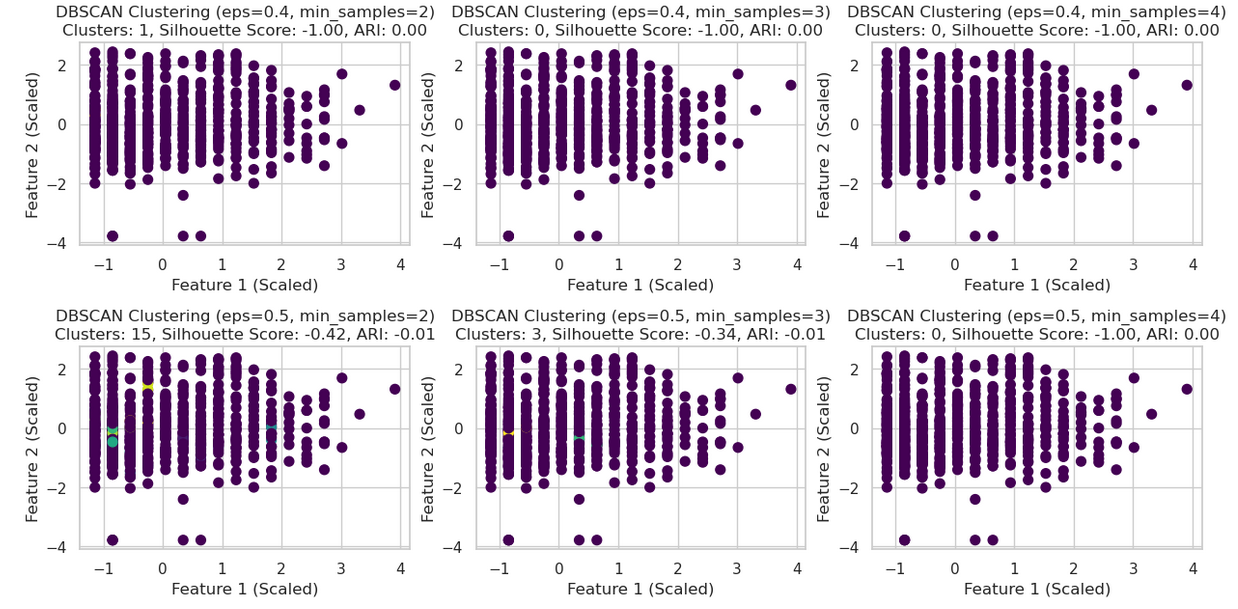 DBSCAN Clustering (eps=0.4, min_samples=2)
Clusters: 1, Silhouette Score: -1.00, ARI: 0.00
2
0
−2
−4
Feature 2 (Scaled)
−1 0 1 2 3 4
Feature 1 (Scaled)
DBSCAN Clustering (eps=0.4, min_samples=3)
Clusters: 0, Silhouette Score: -1.00, ARI: 0.00
2
0
−2
−4
Feature 2 (Scaled)
−1 0 1 2 3 4
Feature 1 (Scaled)
DBSCAN Clustering (eps=0.4, min_samples=4)
Clusters: 0, Silhouette Score: -1.00, ARI: 0.00
2
0
−2
−4
Feature 2 (Scaled)
−1 0 1 2 3 4
Feature 1 (Scaled)
DBSCAN Clustering (eps=0.5, min_samples=2)
Clusters: 15, Silhouette Score: -0.42, ARI: -0.01
2
0
−2
−4
Feature 2 (Scaled)
−1 0 1 2 3 4
Feature 1 (Scaled)
DBSCAN Clustering (eps=0.5, min_samples=3)
Clusters: 3, Silhouette Score: -0.34, ARI: -0.01
2
0
−2
−4
Feature 2 (Scaled)
−1 0 1 2 3 4
Feature 1 (Scaled)
DBSCAN Clustering (eps=0.5, min_samples=4)
Clusters: 0, Silhouette Score: -1.00, ARI: 0.00
2
0
−2
−4
Feature 2 (Scaled)
−1 0 1 2 3 4
Feature 1 (Scaled)